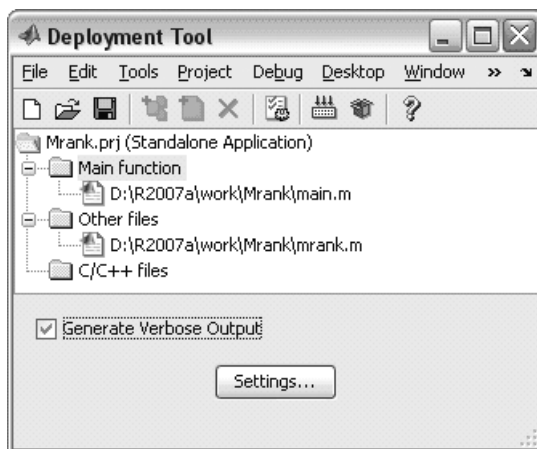 Deployment Tool
File Edit Tools Project Debug Desktop Window »
Mrank.prj (Standalone Application)
Main function
D:\R2007a\work\Mrank\main.m
Other files
D:\R2007a\work\Mrank\mrank.m
C/C++ files
Generate Verbose Output
Settings...